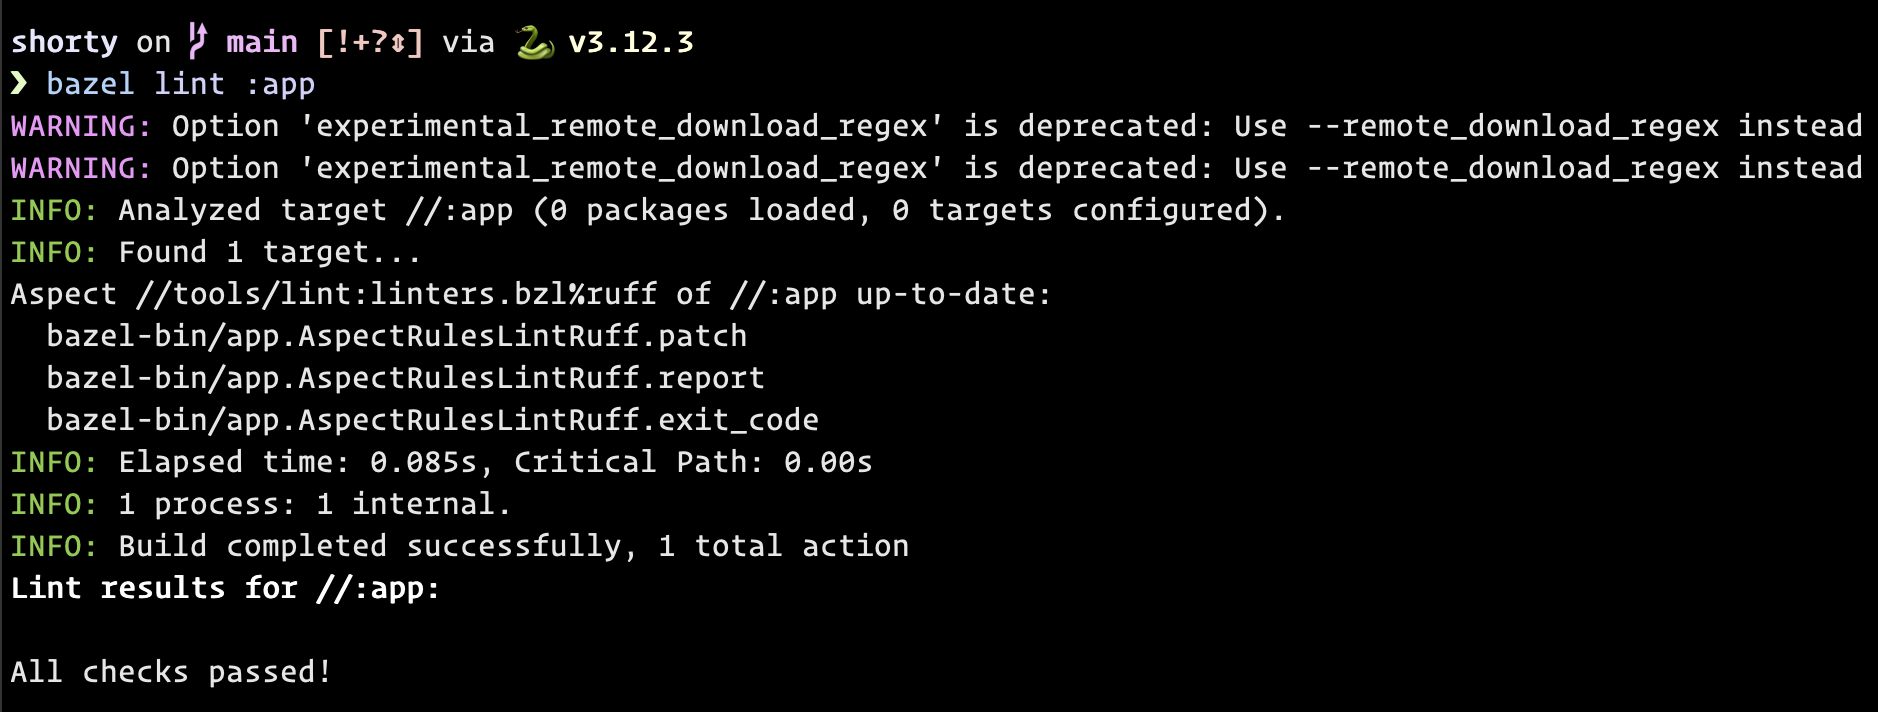 shorty on main [!+?⇕] via 🐍 v3.12.3
❯ bazel lint :app
WARNING: Option 'experimental_remote_download_regex' is deprecated: Use --remote_download_regex instead
WARNING: Option 'experimental_remote_download_regex' is deprecated: Use --remote_download_regex instead
INFO: Analyzed target //:app (0 packages loaded, 0 targets configured).
INFO: Found 1 target...
Aspect //tools/lint:linters.bzl%ruff of //:app up-to-date:
  bazel-bin/app.AspectRulesLintRuff.patch
  bazel-bin/app.AspectRulesLintRuff.report
  bazel-bin/app.AspectRulesLintRuff.exit_code
INFO: Elapsed time: 0.085s, Critical Path: 0.00s
INFO: 1 process: 1 internal.
INFO: Build completed successfully, 1 total action
Lint results for //:app:
All checks passed!